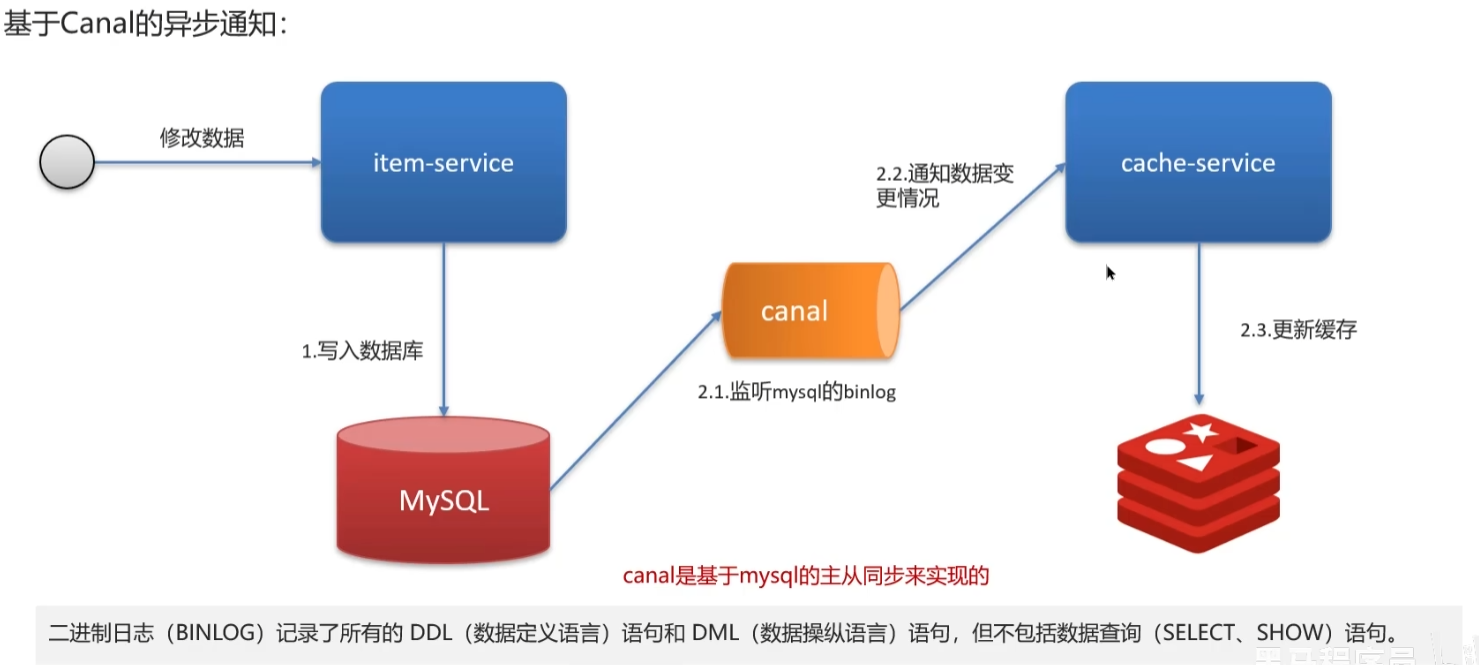 基于Canal的异步通知：
修改数据
item-service
cache-service
2.2.通知数据变
更情况
canal
1.写入数据库
2.3.更新缓存
2.1.监听mysql的binlog
MySQL
canal是基于mysql的主从同步来实现的
二进制日志（BINLOG）记录了所有的 DDL（数据定义语言）语句和 DML（数据操纵语言）语句，但不包括数据查询（SELECT、SHOW）语句。